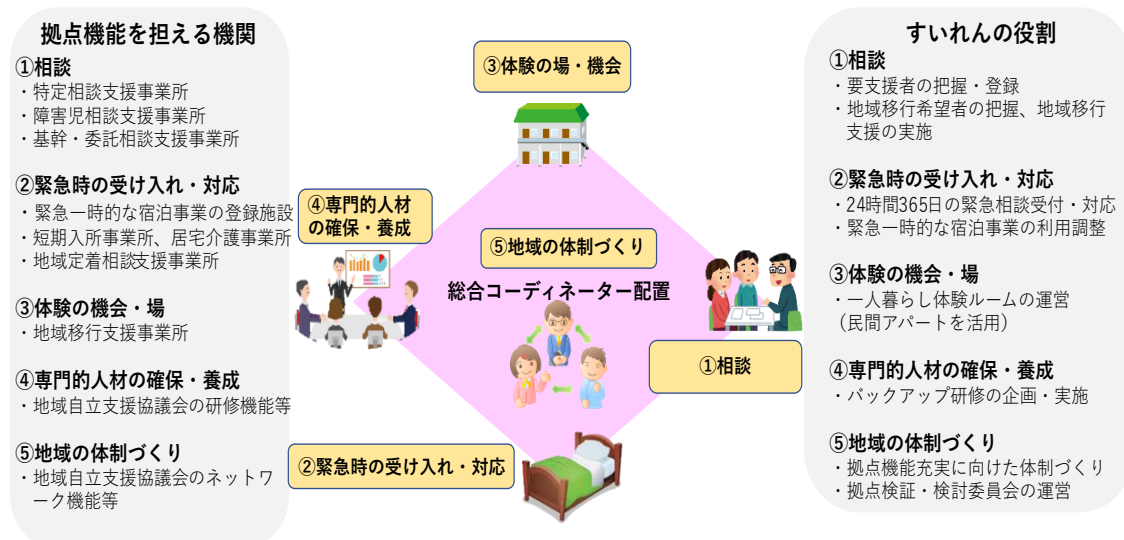 拠点機能を担える機関
①相談
・特定相談支援事業所
・障害児相談支援事業所
・基幹・委託相談支援事業所
②緊急時の受け入れ・対応
・緊急一時的な宿泊事業の登録施設
・短期入所事業所、居宅介護事業所
・地域定着相談支援事業所
③体験の機会・場
・地域移行支援事業所
④専門的人材の確保・養成
・地域自立支援協議会の研修機能等
⑤地域の体制づくり
・地域自立支援協議会のネットワ
ーク機能等
③体験の場・機会
④専門的人材
の確保・養成
⑤地域の体制づくり
総合コーディネーター配置
①相談
②緊急時の受け入れ・対応
すいれんの役割
①相談
・要支援者の把握・登録
・地域移行希望者の把握、地域移行
支援の実施
②緊急時の受け入れ・対応
・24時間365日の緊急相談受付・対応
・緊急一時的な宿泊事業の利用調整
③体験の機会・場
・一人暮らし体験ルームの運営
（民間アパートを活用）
④専門的人材の確保・養成
・バックアップ研修の企画・実施
⑤地域の体制づくり
・拠点機能充実に向けた体制づくり
・拠点検証・検討委員会の運営